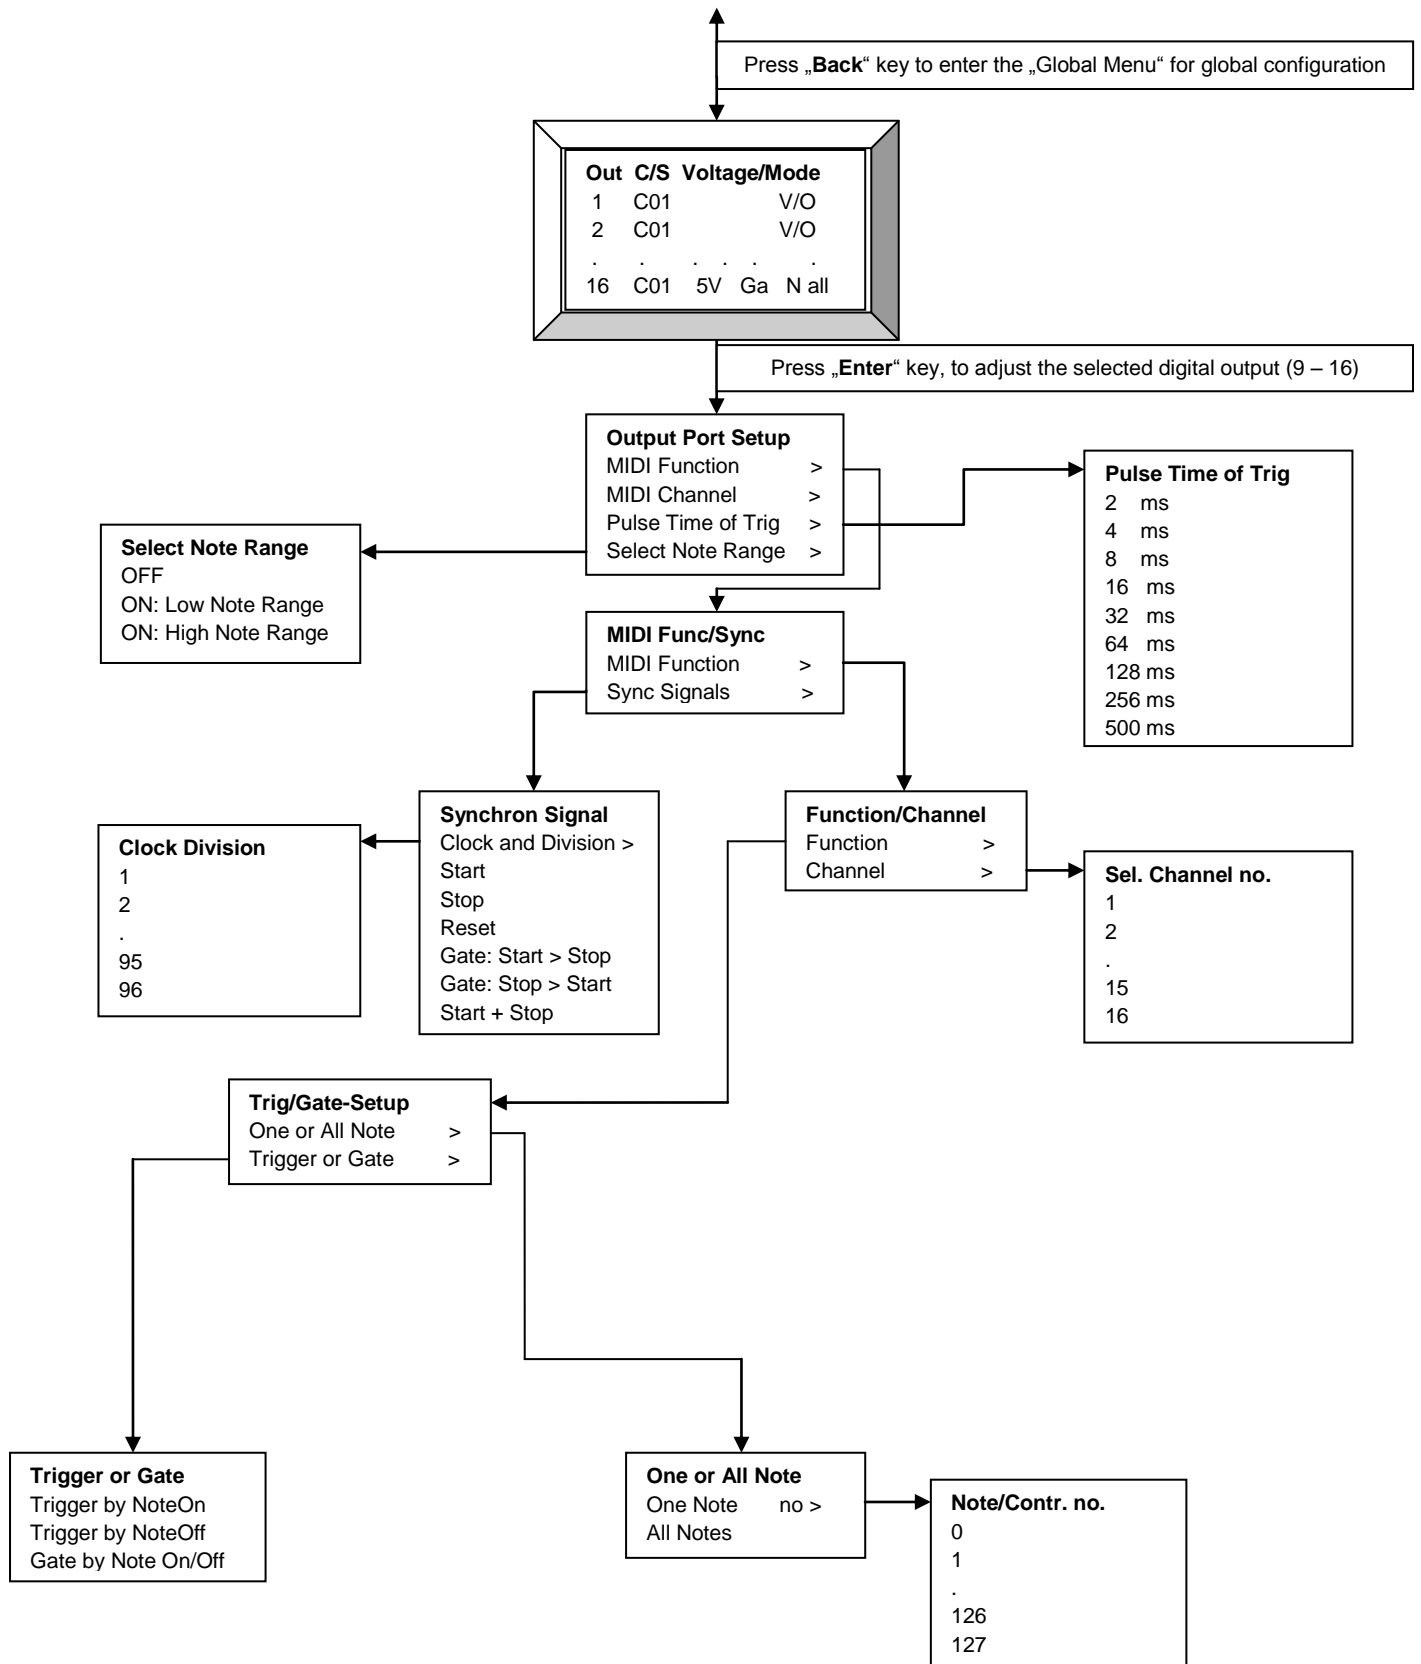 Press „Back“ key to enter the „Global Menu“ for global configuration
Out C/S Voltage/Mode
1 C01 V/O
2 C01 V/O
. . . . . .
16 C01 5V Ga N all
Press „Enter“ key, to adjust the selected digital output (9 – 16)
Output Port Setup
MIDI Function >
MIDI Channel >
Pulse Time of Trig >
Select Note Range >
Pulse Time of Trig
2 ms
4 ms
8 ms
16 ms
32 ms
64 ms
128 ms
256 ms
500 ms
Select Note Range
OFF
ON: Low Note Range
ON: High Note Range
MIDI Func/Sync
MIDI Function >
Sync Signals >
Clock Division
1
2
.
95
96
Synchron Signal
Clock and Division >
Start
Stop
Reset
Gate: Start > Stop
Gate: Stop > Start
Start + Stop
Function/Channel
Function >
Channel >
Sel. Channel no.
1
2
.
15
16
Trig/Gate-Setup
One or All Note >
Trigger or Gate >
Trigger or Gate
Trigger by NoteOn
Trigger by NoteOff
Gate by Note On/Off
One or All Note
One Note no >
All Notes
Note/Contr. no.
0
1
.
126
127